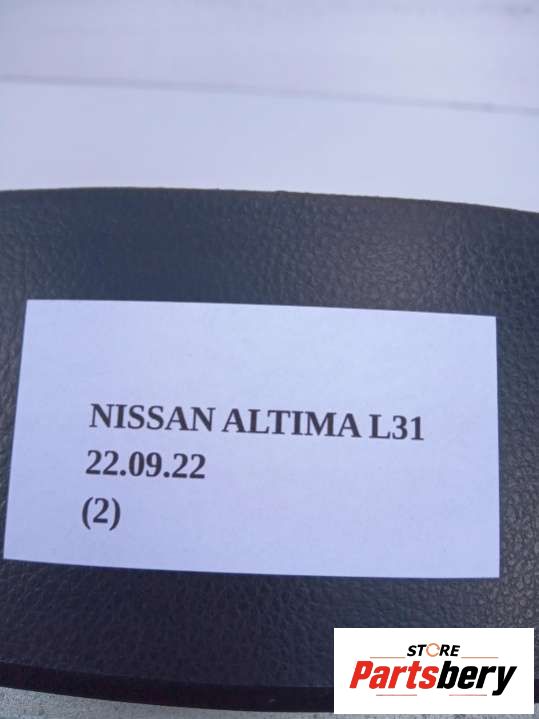 NISSAN ALTIMA L31
22.09.22
(2)
STORE
Partsbery